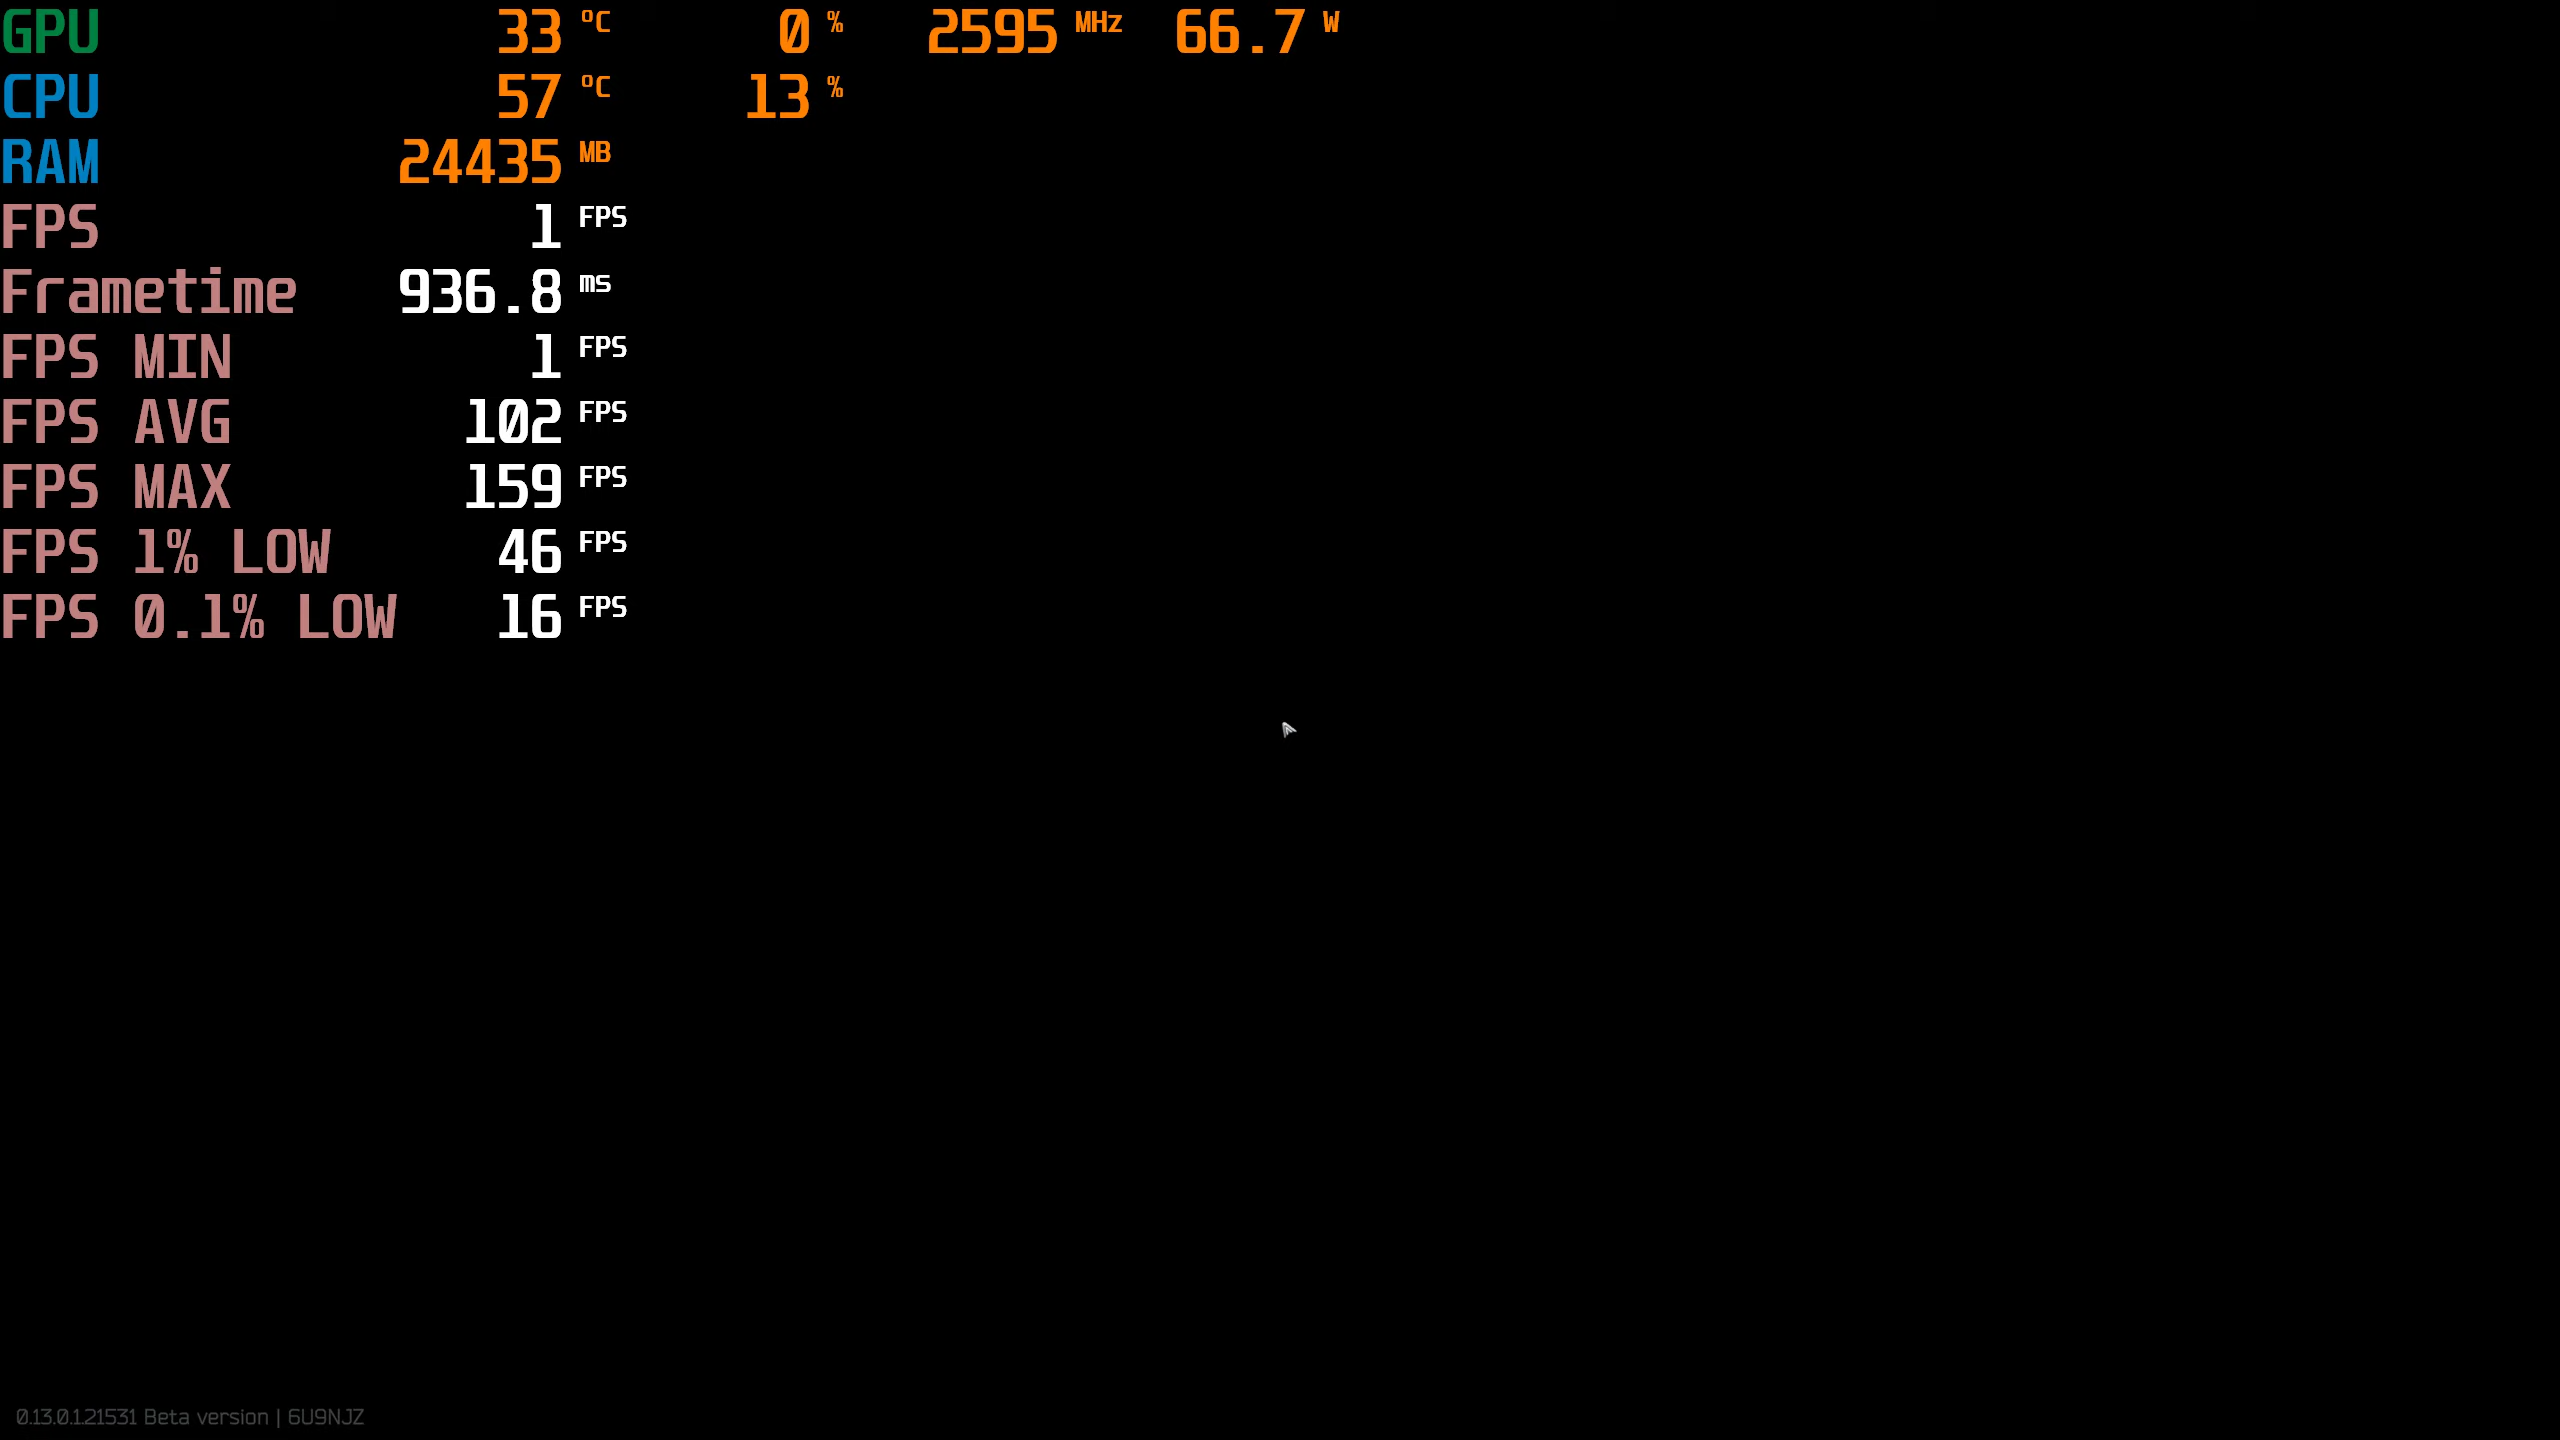 GPU 33 °C 0 % 2595 MHz 66.7 W
CPU 57 °C 13 %
RAM 24435 MB
FPS 1 FPS
Frametime 936.8 ms
FPS MIN 1 FPS
FPS AVG 102 FPS
FPS MAX 159 FPS
FPS 1% LOW 46 FPS
FPS 0.1% LOW 16 FPS
0.13.0.1.21531 Beta version | 6U9NJZ